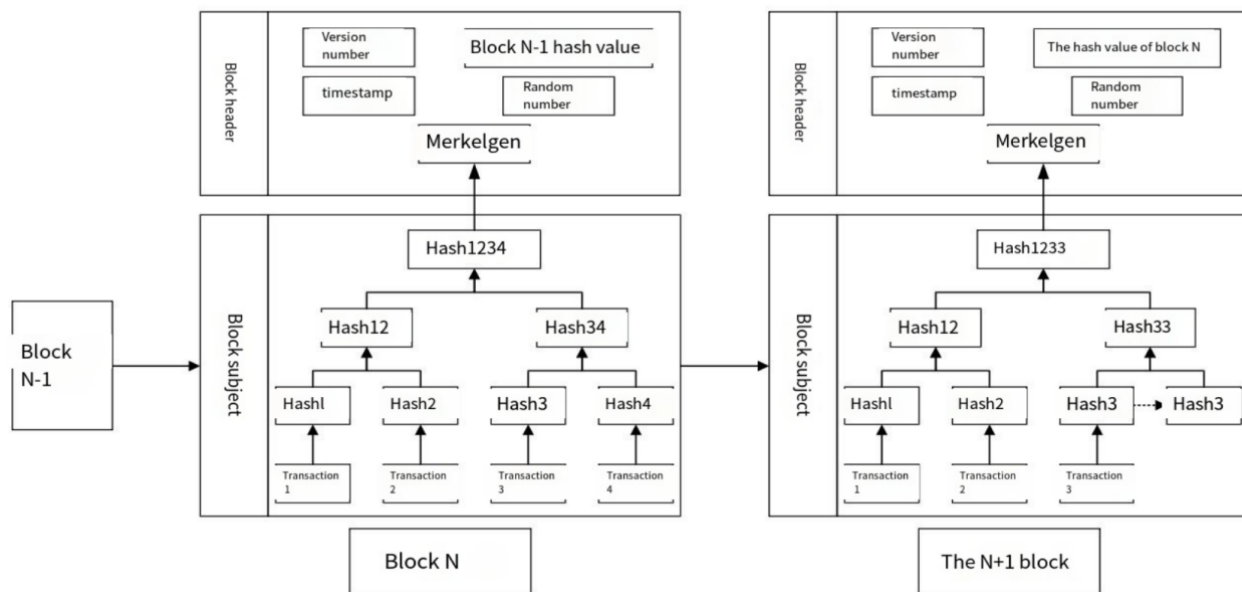 Block
N-1
Block header
Version
number
Block N-1 hash value
timestamp
Random
number
Merkelgen
Block subject
Hash1234
Hash12
Hash34
Hashl
Hash2
Hash3
Hash4
Transaction
1
Transaction
2
Transaction
3
Transaction
4
Block N
Block header
Version
number
The hash value of block N
timestamp
Random
number
Merkelgen
Block subject
Hash1233
Hash12
Hash33
Hashl
Hash2
Hash3
Hash3
Transaction
1
Transaction
2
Transaction
3
The N+1 block